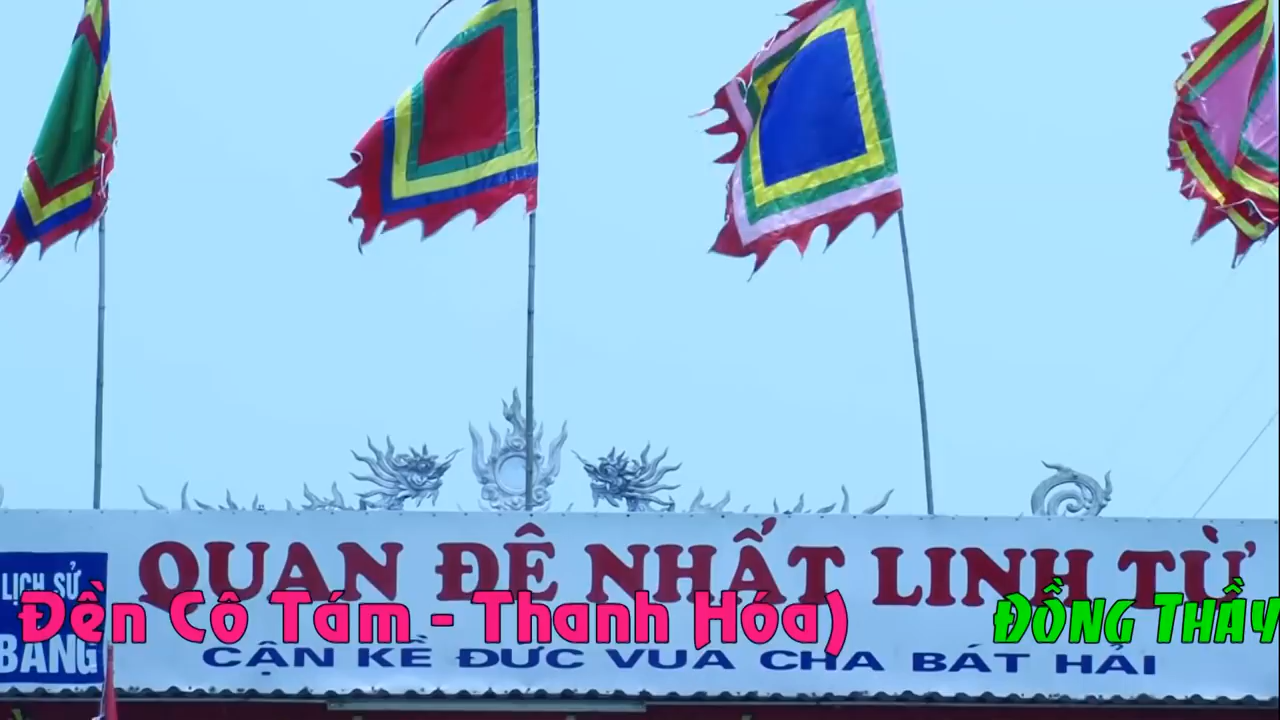 QUAN ĐÊ NHẤT LINH TỪ
LỊCH SỬ
BANG
Đền Cô Tám - Thanh Hóa)
Đồng Thầy
CẬN KỀ ĐỨC VUA CHA BÁT HẢI